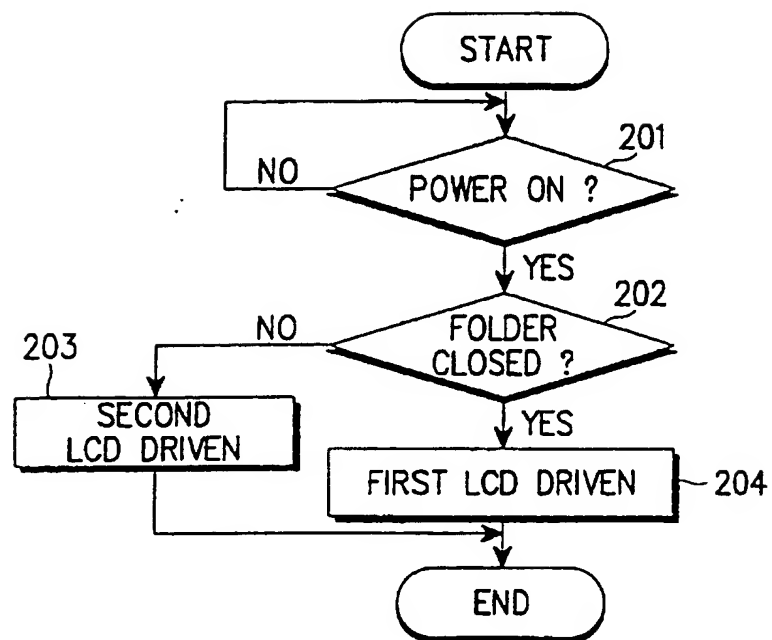 START
201
NO
POWER ON ?
YES
202
NO
FOLDER
CLOSED ?
203
SECOND
LCD DRIVEN
YES
FIRST LCD DRIVEN
204
END